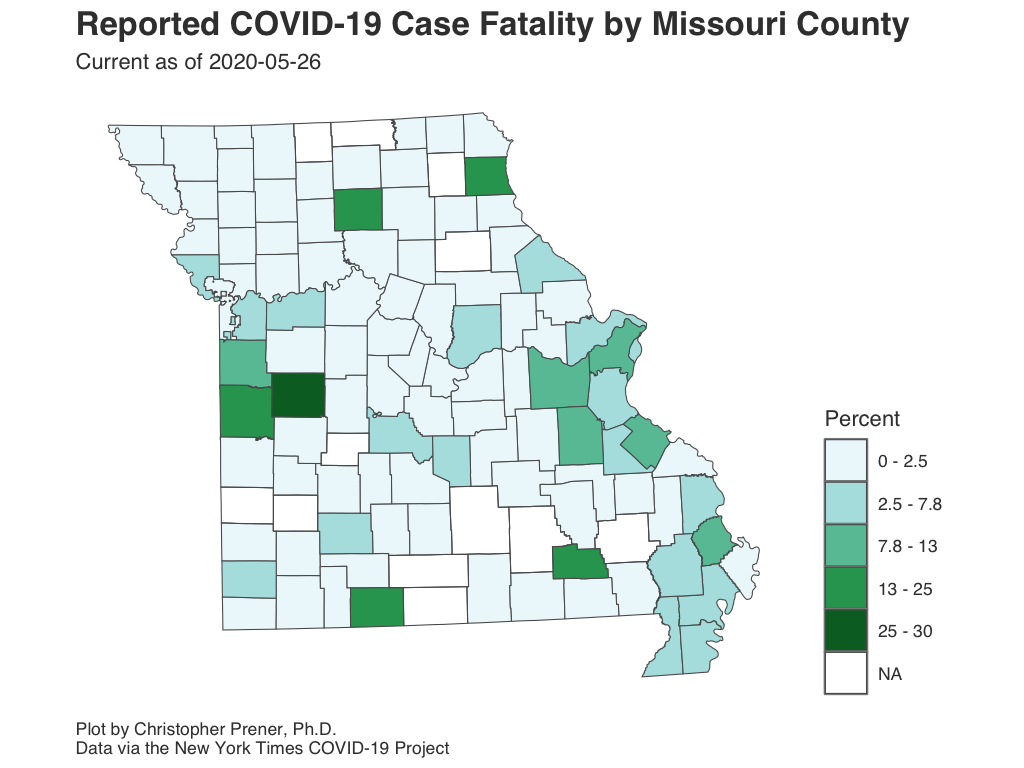 Reported COVID-19 Case Fatality by Missouri County
Current as of 2020-05-26
Percent
0 - 2.5
2.5 - 7.8
7.8 - 13
13 - 25
25 - 30
NA
Plot by Christopher Prener, Ph.D.
Data via the New York Times COVID-19 Project